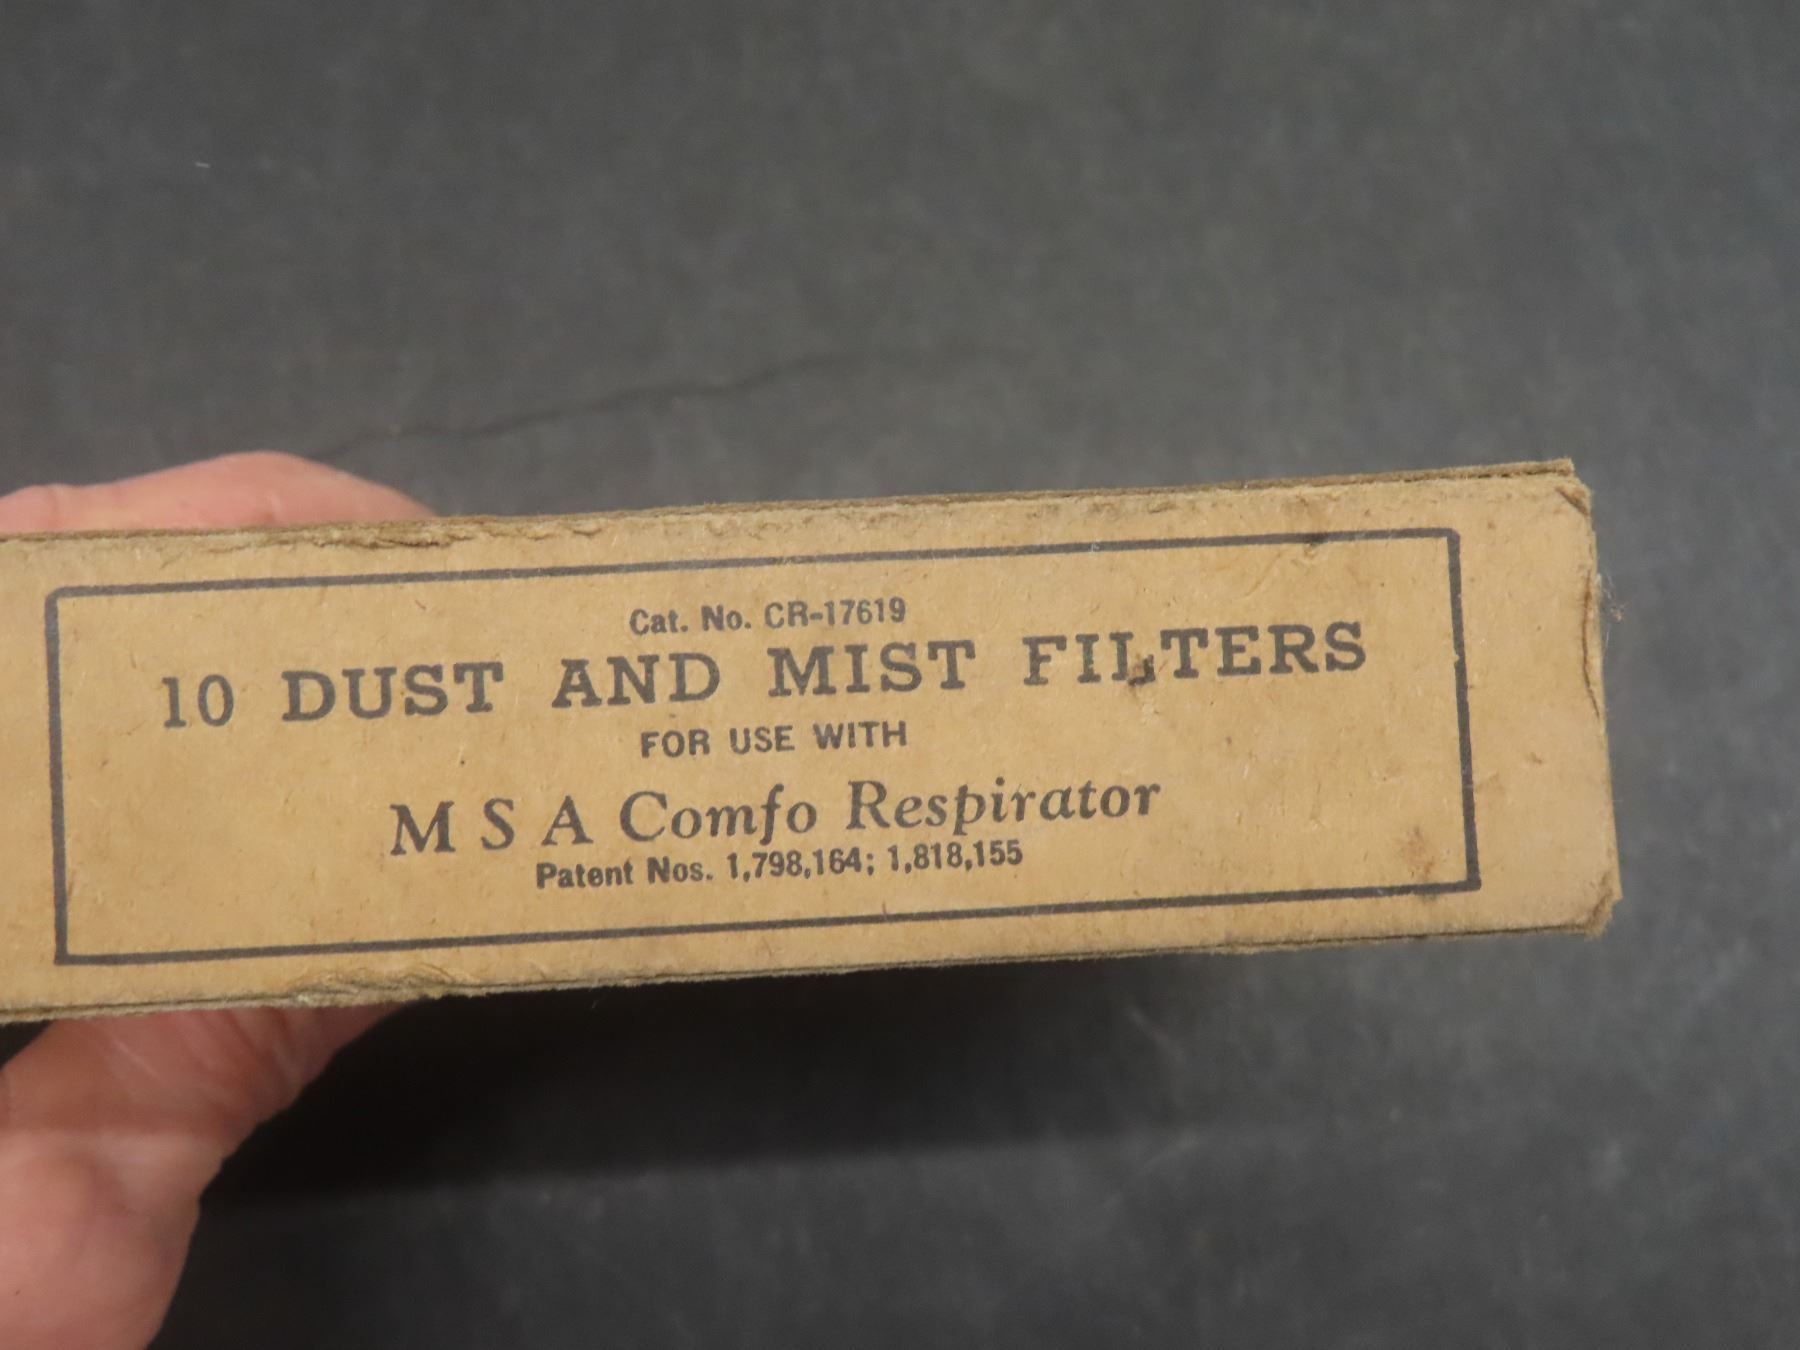 Cat. No. CR-17619
10 DUST AND MIST FILTERS
FOR USE WITH
M S A Comfo Respirator
Patent Nos. 1,798,164; 1,818,155